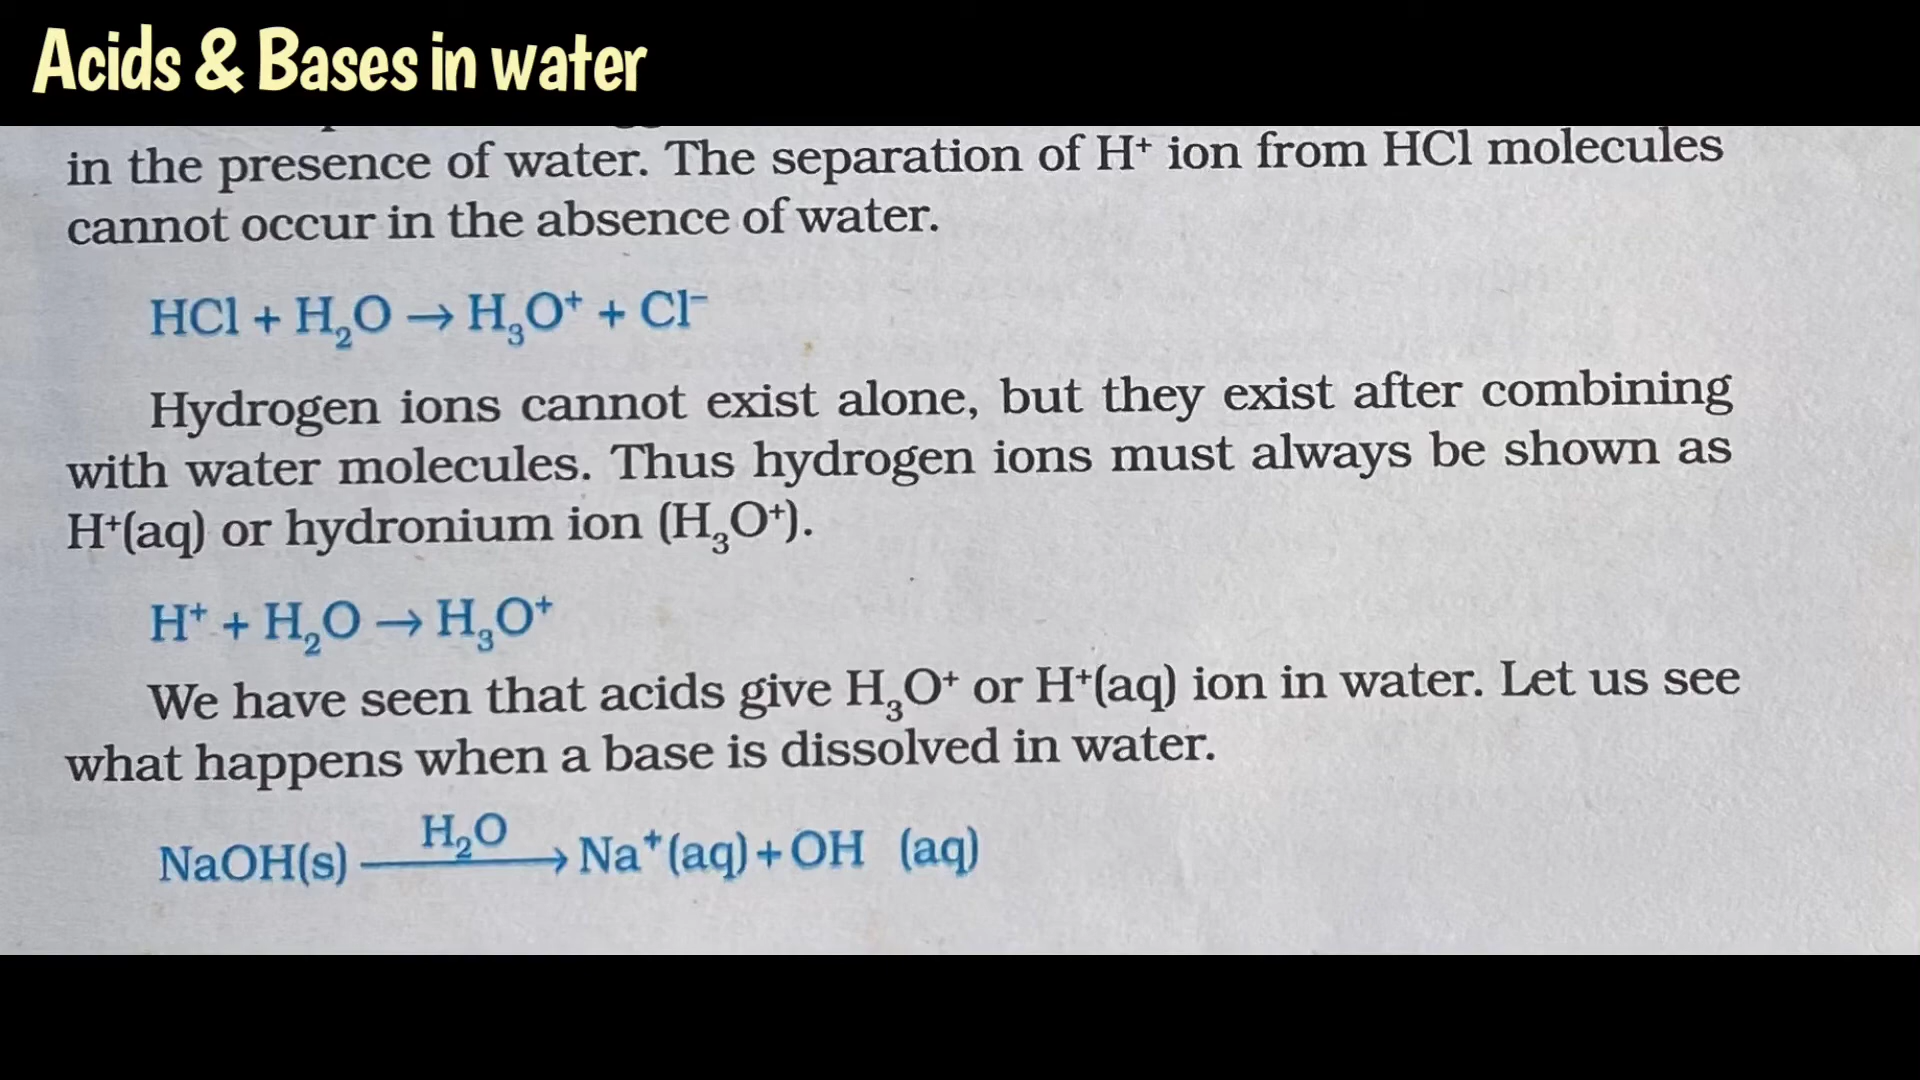 Acids & Bases in water
in the presence of water. The separation of H⁺ ion from HCl molecules
cannot occur in the absence of water.
HCl + H₂O → H₃O⁺ + Cl⁻
Hydrogen ions cannot exist alone, but they exist after combining
with water molecules. Thus hydrogen ions must always be shown as
H⁺(aq) or hydronium ion (H₃O⁺).
H⁺ + H₂O → H₃O⁺
We have seen that acids give H₃O⁺ or H⁺(aq) ion in water. Let us see
what happens when a base is dissolved in water.
H₂O
NaOH(s) → Na⁺(aq) + OH (aq)